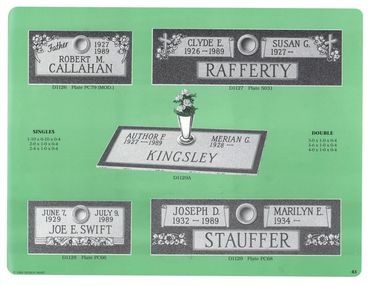 Father 1927
1989
ROBERT M.
CALLAHAN
D1126 Plate PC79 (MOD.)
CLYDE E. SUSAN G.
1926–1989 1927–
RAFFERTY
D1127 Plate S031
SINGLES
DOUBLE
AUTHOR F. MERIAN G.
1927–1989 1928–
KINGSLEY
D1129A
JUNE 7, JULY 9,
1929 1989
JOE E. SWIFT
D1128 Plate PC66
JOSEPH D. MARILYN E.
1932–1989 1934–
STAUFFER
D1129 Plate PC68